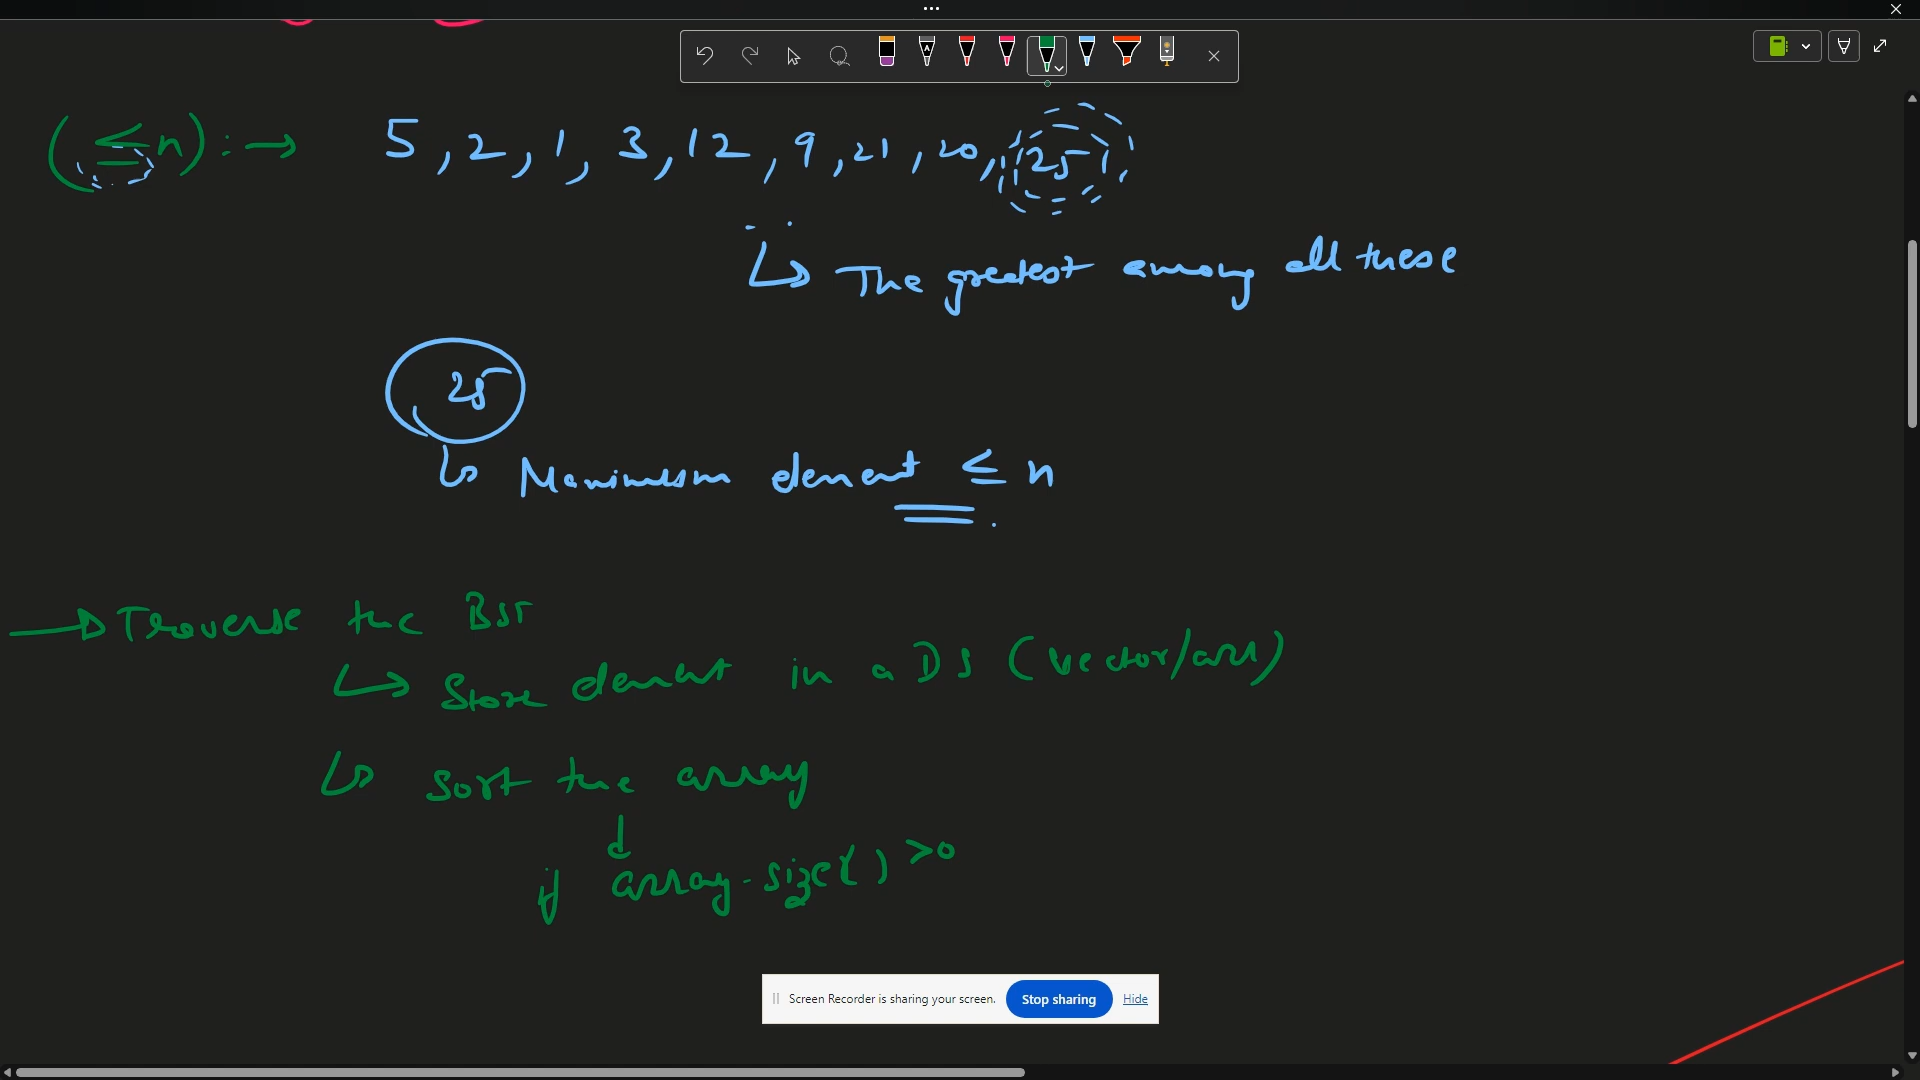 (≤n) :→ 5, 2, 1, 3, 12, 9, 21, 20, 25
↳ The greatest among all these
25
↳ Maximum element ≤ n
→ Traverse the BST
↳ Store element in a DS (vector/arr)
↳ Sort the array
↓
if array.size() >0
Screen Recorder is sharing your screen. Stop sharing Hide